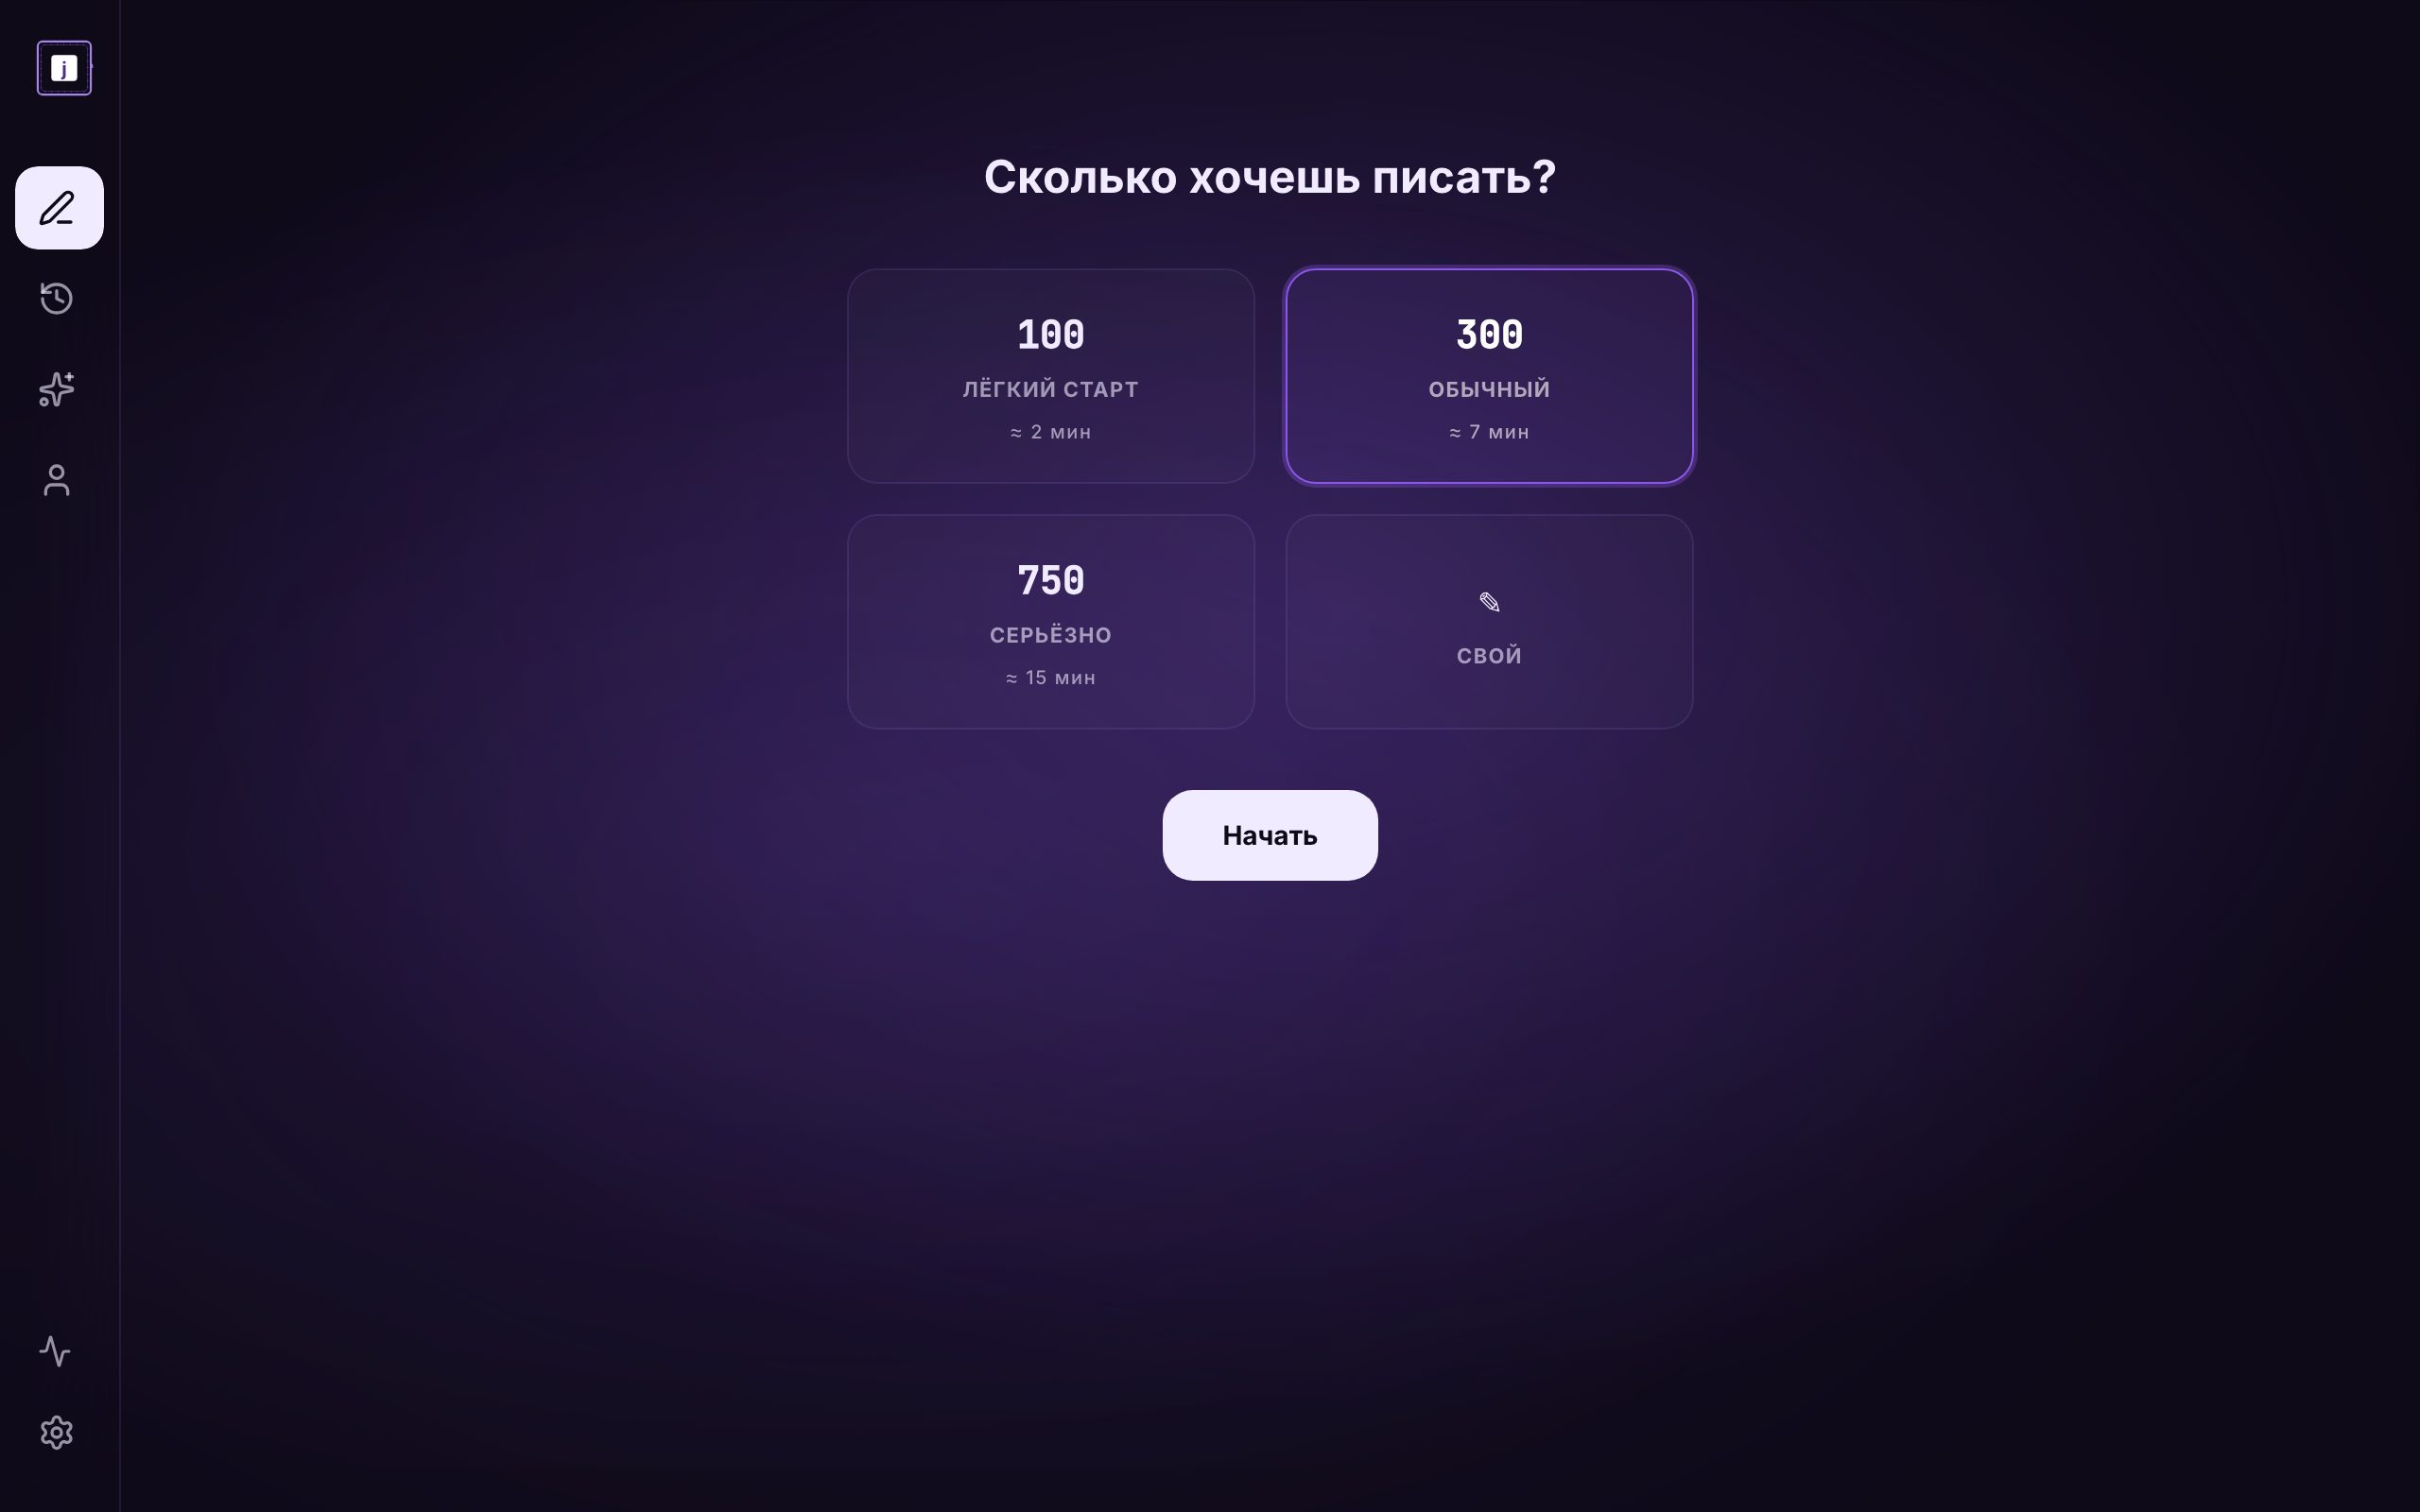 j
Сколько хочешь писать?
100
ЛЁГКИЙ СТАРТ
≈ 2 мин
300
ОБЫЧНЫЙ
≈ 7 мин
750
СЕРЬЁЗНО
≈ 15 мин
✎
СВОЙ
Начать